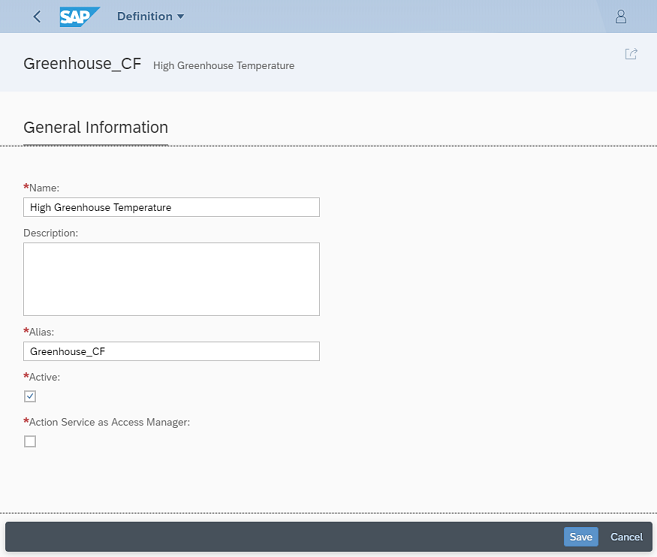 SAP Definition
Greenhouse_CF High Greenhouse Temperature
General Information
*Name:
High Greenhouse Temperature
Description:
*Alias:
Greenhouse_CF
*Active:
*Action Service as Access Manager:
Save Cancel